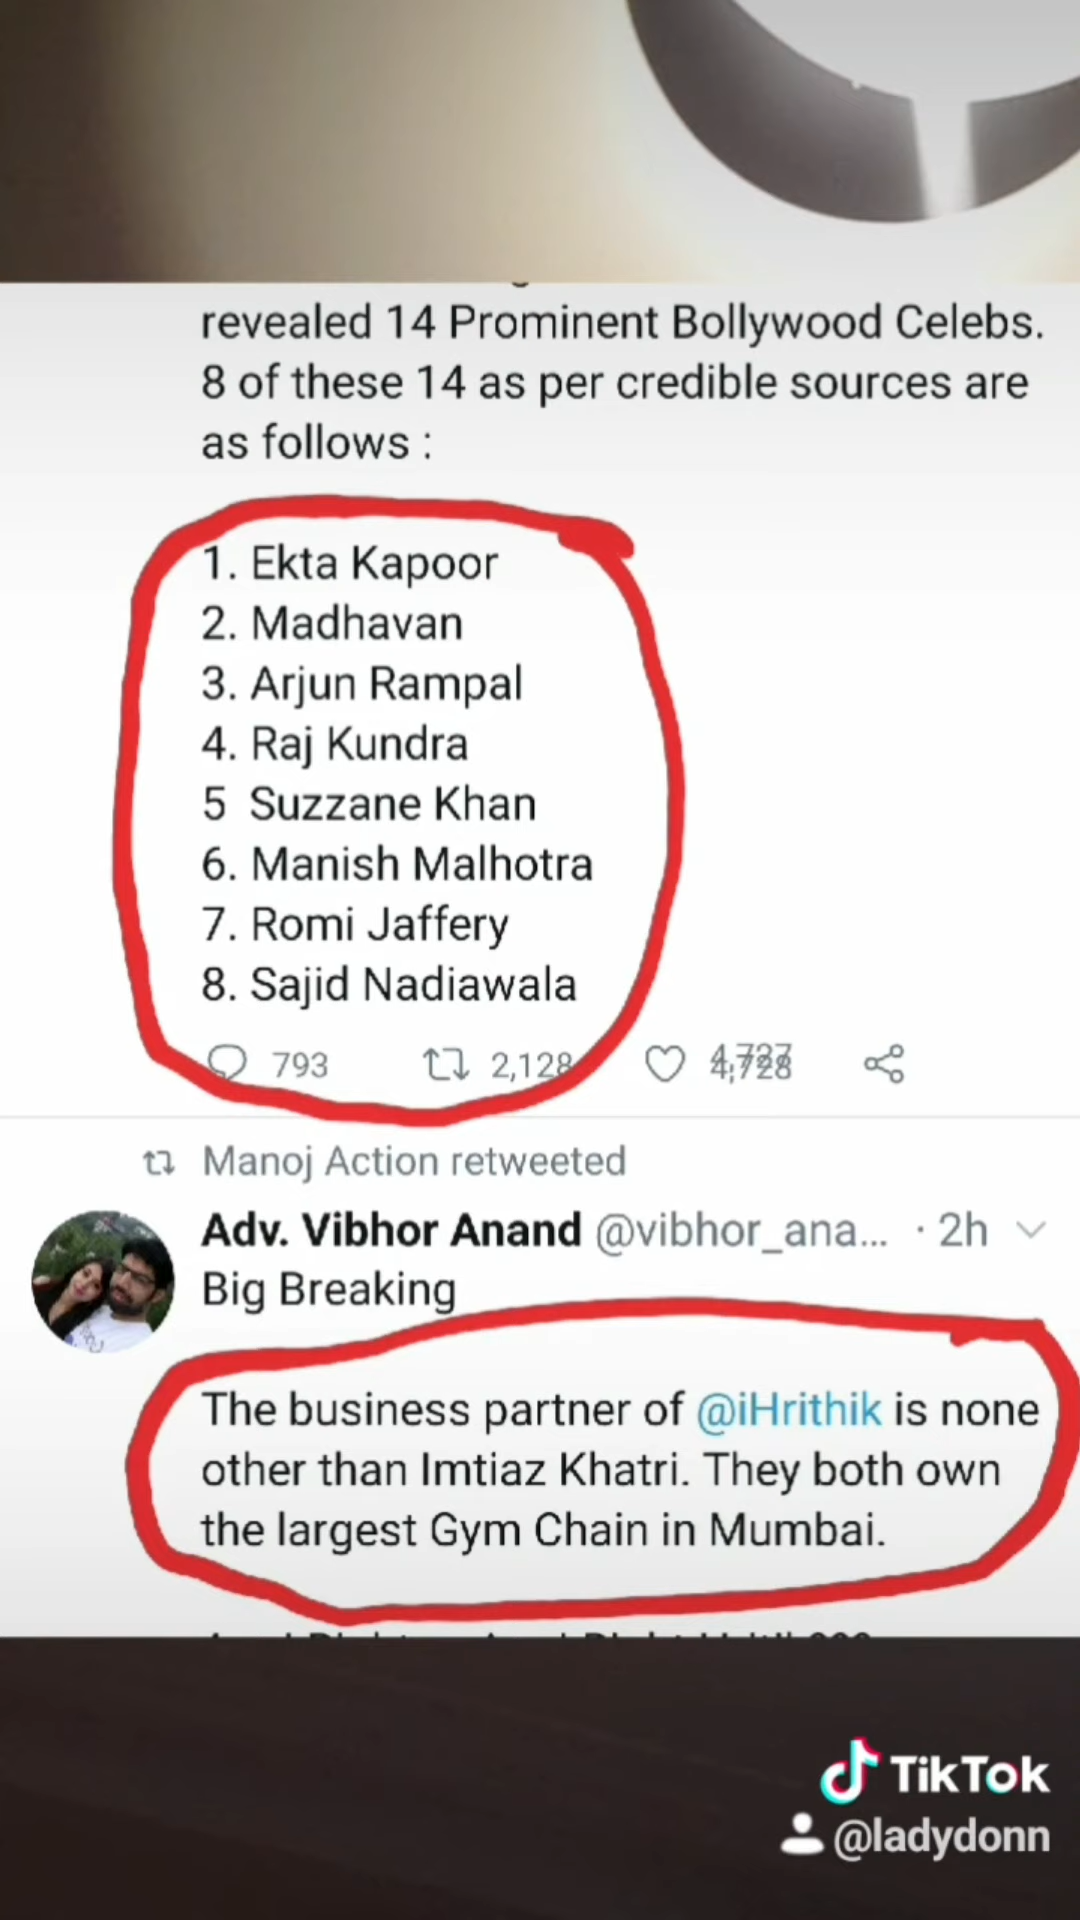 revealed 14 Prominent Bollywood Celebs.
8 of these 14 as per credible sources are
as follows :
1. Ekta Kapoor
2. Madhavan
3. Arjun Rampal
4. Raj Kundra
5 Suzzane Khan
6. Manish Malhotra
7. Romi Jaffery
8. Sajid Nadiawala
793 2,128
Manoj Action retweeted
Adv. Vibhor Anand @vibhor_ana... · 2h
Big Breaking
The business partner of @iHrithik is none
other than Imtiaz Khatri. They both own
the largest Gym Chain in Mumbai.
TikTok
@ladydonn